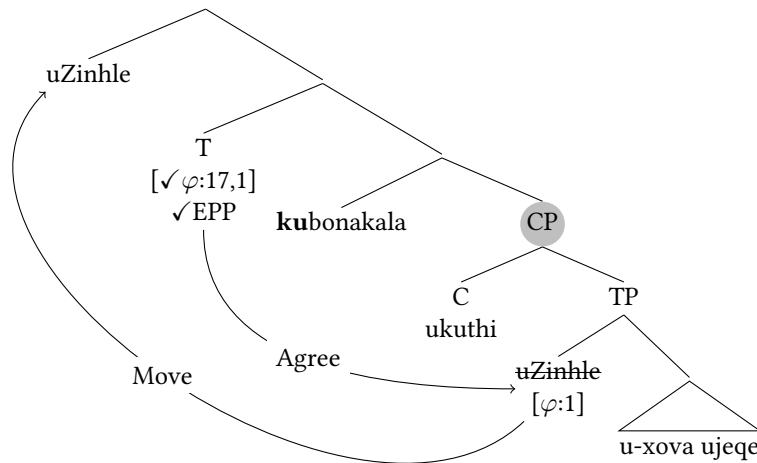 uZinhle
T
[✓φ:17,1]
✓EPP
kubonakala
CP
C
TP
ukuthi
Agree
uZinhle
Move
[φ:1]
u-xova ujeqe